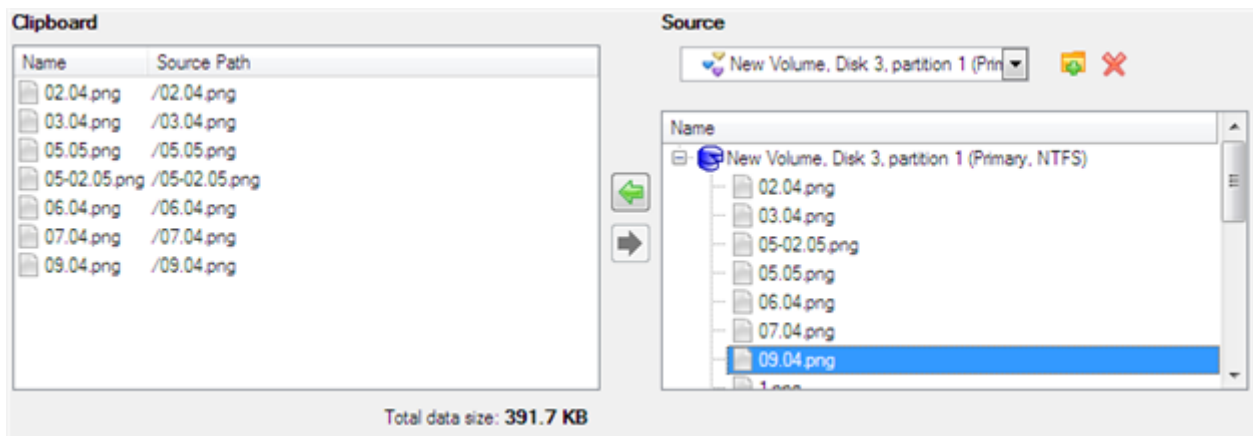 Clipboard
Name Source Path
02.04.png /02.04.png
03.04.png /03.04.png
05.05.png /05.05.png
05-02.05.png /05-02.05.png
06.04.png /06.04.png
07.04.png /07.04.png
09.04.png /09.04.png
Total data size: 391.7 KB
Source
New Volume, Disk 3, partition 1 (Prin
Name
New Volume, Disk 3, partition 1 (Primary, NTFS)
02.04.png
03.04.png
05-02.05.png
05.05.png
06.04.png
07.04.png
09.04.png
1.png